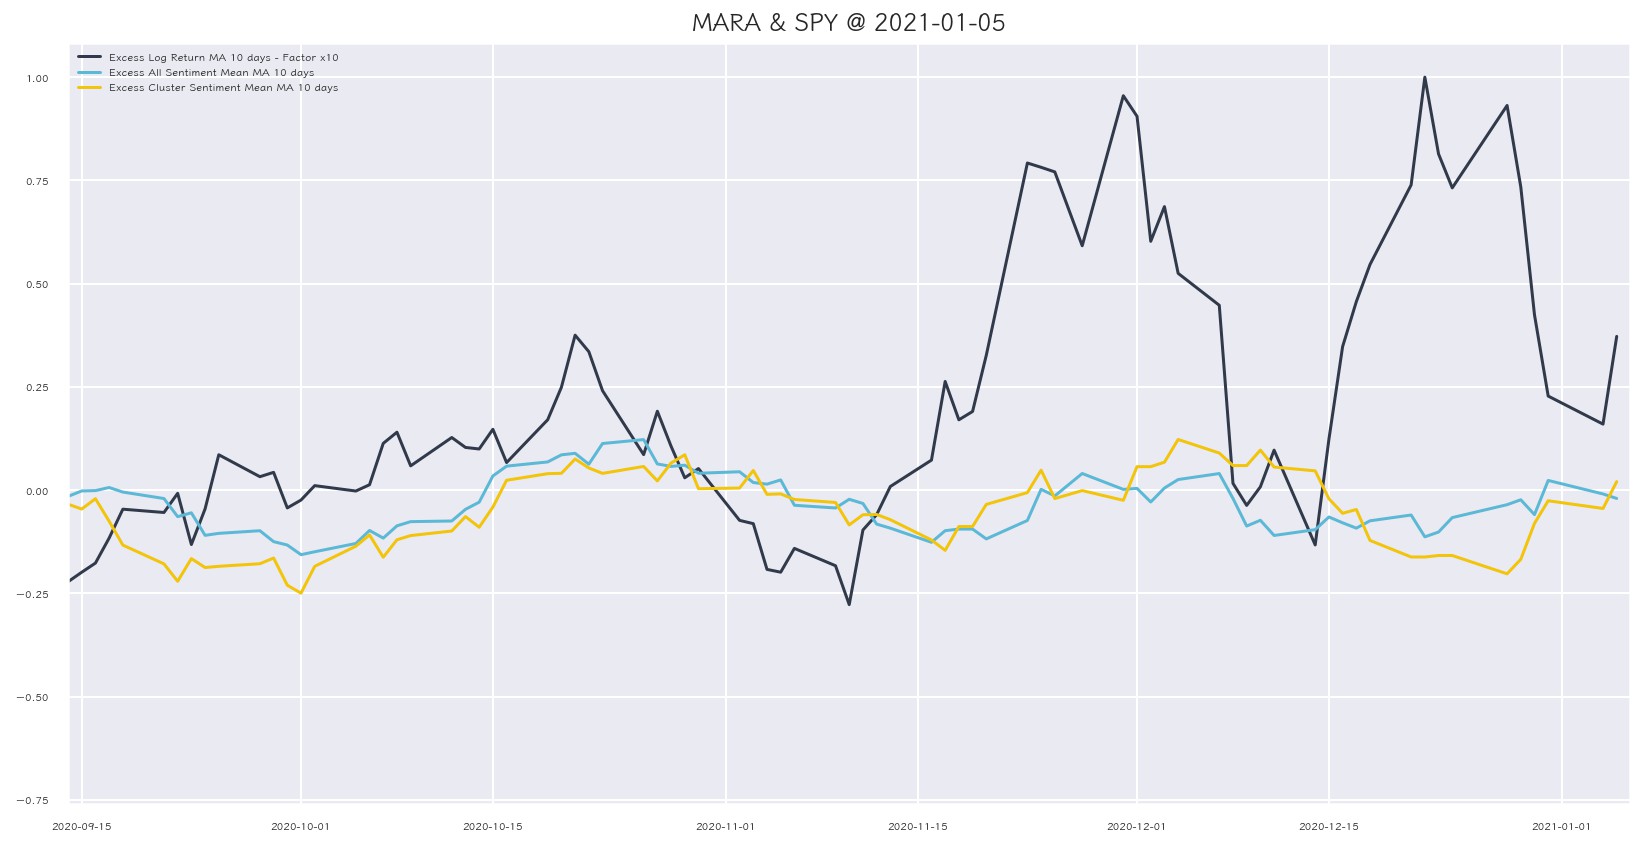 MARA & SPY @ 2021-01-05
Excess Log Return MA 10 days - Factor x10
Excess All Sentiment Mean MA 10 days
Excess Cluster Sentiment Mean MA 10 days
1.00
0.75
0.50
0.25
0.00
−0.25
−0.50
−0.75
2020-09-15 2020-10-01 2020-10-15 2020-11-01 2020-11-15 2020-12-01 2020-12-15 2021-01-01